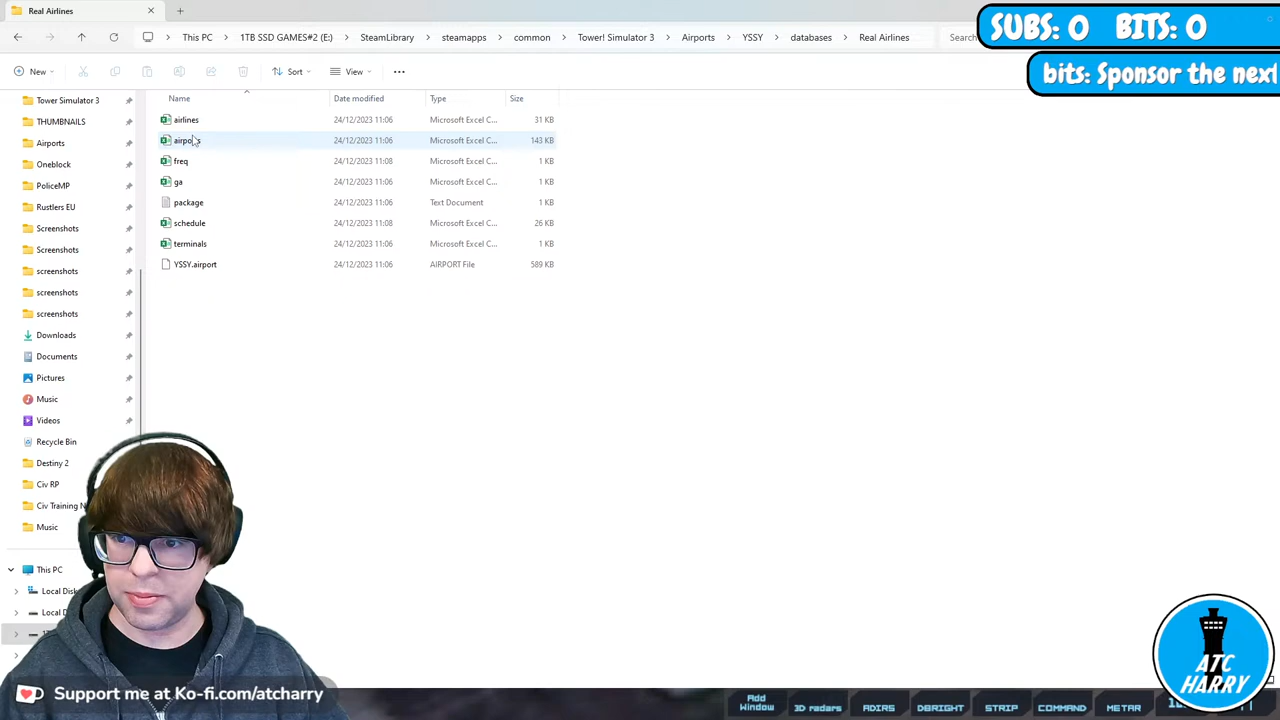 Real Airlines
This PC > 1TB SSD GAMES#2 (E:) > SteamLibrary > steamapps > common > Tower! Simulator 3 > Airports > YSSY > databases > Real Airlines
SUBS: 0 BITS: 0
bits: Sponsor the next
New Sort View
Name Date modified Type Size
airlines 24/12/2023 11:06 Microsoft Excel C... 31 KB
airports 24/12/2023 11:06 Microsoft Excel C... 143 KB
freq 24/12/2023 11:08 Microsoft Excel C... 1 KB
ga 24/12/2023 11:06 Microsoft Excel C... 1 KB
package 24/12/2023 11:06 Text Document 1 KB
schedule 24/12/2023 11:08 Microsoft Excel C... 26 KB
terminals 24/12/2023 11:06 Microsoft Excel C... 1 KB
YSSY.airport 24/12/2023 11:06 AIRPORT File 589 KB
Tower Simulator 3
THUMBNAILS
Airports
Oneblock
PoliceMP
Rustlers EU
Screenshots
Screenshots
screenshots
screenshots
screenshots
Downloads
Documents
Pictures
Music
Videos
Recycle Bin
Destiny 2
Civ RP
Civ Training
Music
This PC
Local Disk
Local
Support me at Ko-fi.com/atcharry
Add Window
3D radars
ADIRS
DBRIGHT
STRIP
COMMAND
METAR
ATC HARRY